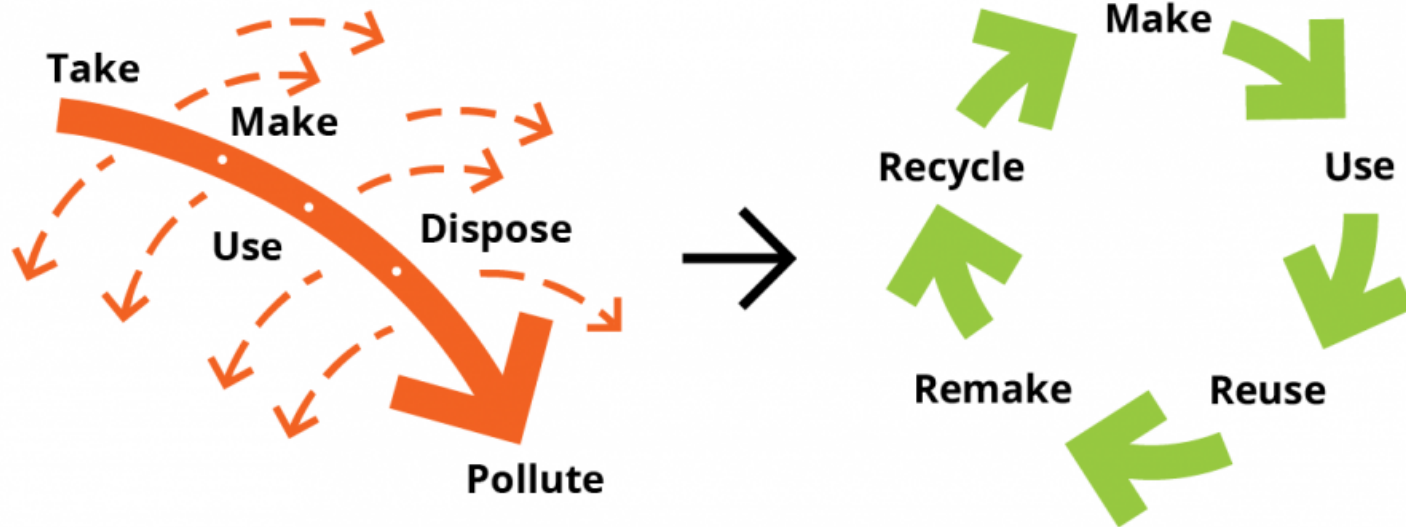 Take
Make
Use
Dispose
Pollute
Make
Use
Reuse
Remake
Recycle